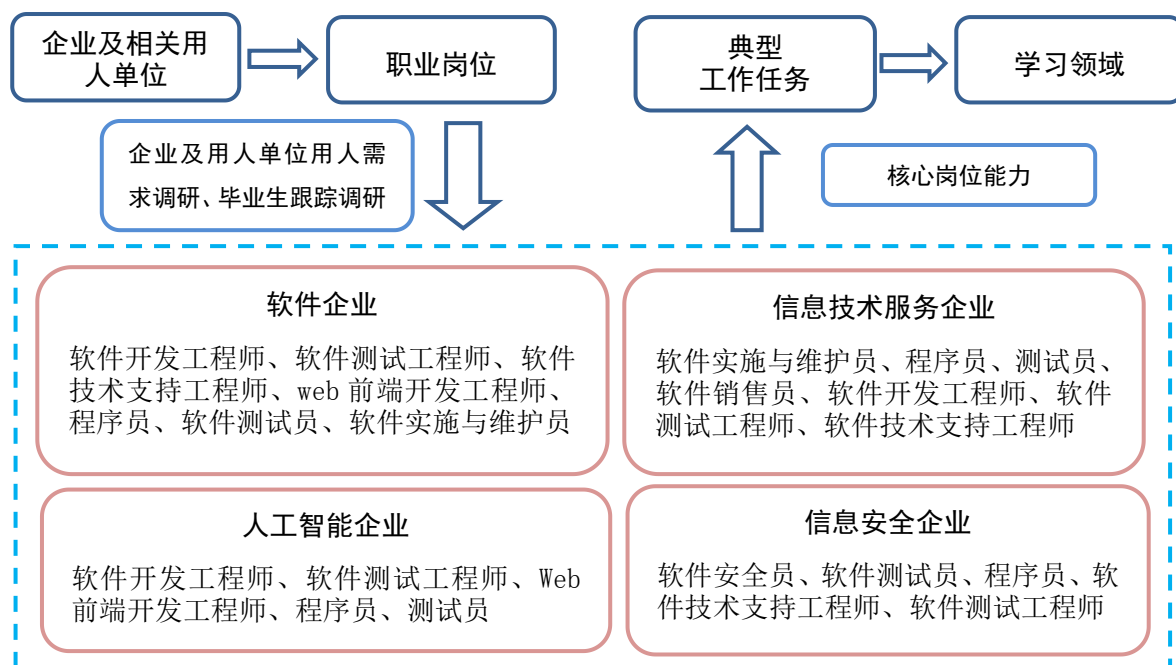 企业及相关用
人单位
职业岗位
典型
工作任务
学习领域
企业及用人单位用人需
求调研、毕业生跟踪调研
核心岗位能力
软件企业
软件开发工程师、软件测试工程师、软件
技术支持工程师、web 前端开发工程师、
程序员、软件测试员、软件实施与维护员
信息技术服务企业
软件实施与维护员、程序员、测试员、
软件销售员、软件开发工程师、软件
测试工程师、软件技术支持工程师
人工智能企业
软件开发工程师、软件测试工程师、Web
前端开发工程师、程序员、测试员
信息安全企业
软件安全员、软件测试员、程序员、软
件技术支持工程师、软件测试工程师